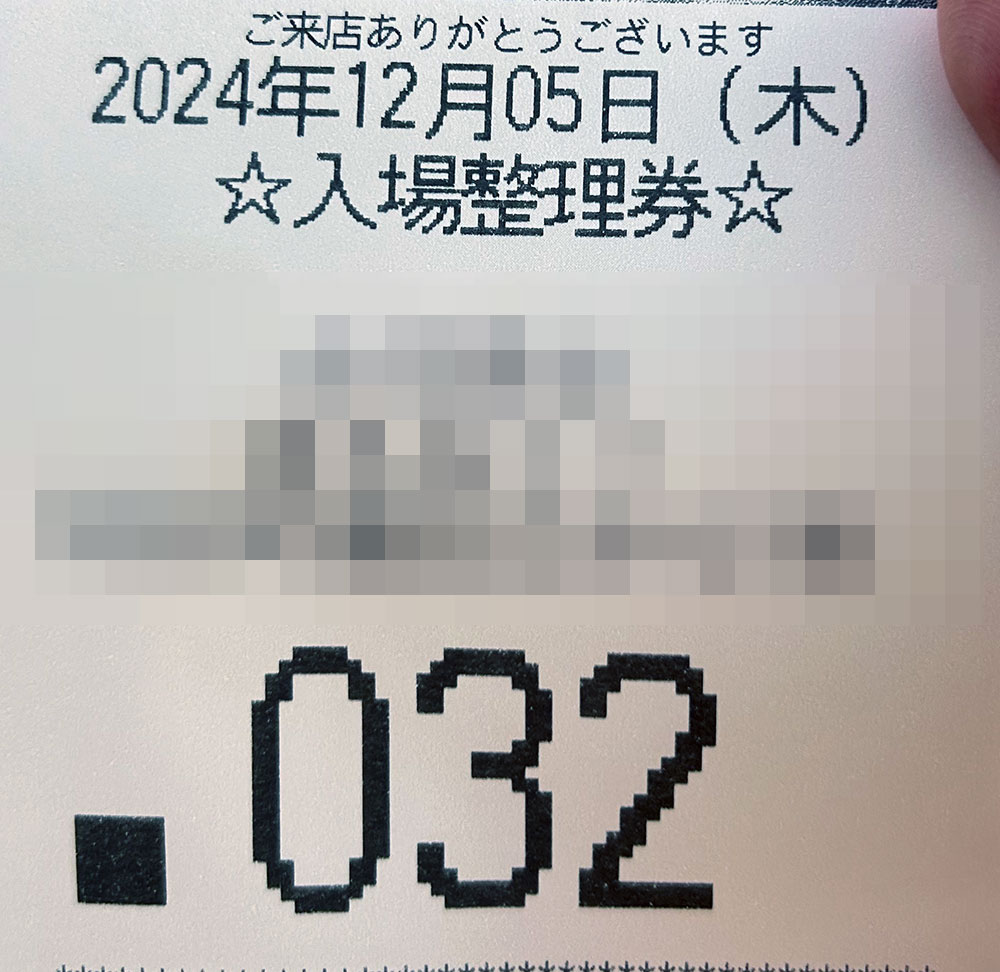 ご来店ありがとうございます
2024年12月05日（木）
☆入場整理券☆
.032